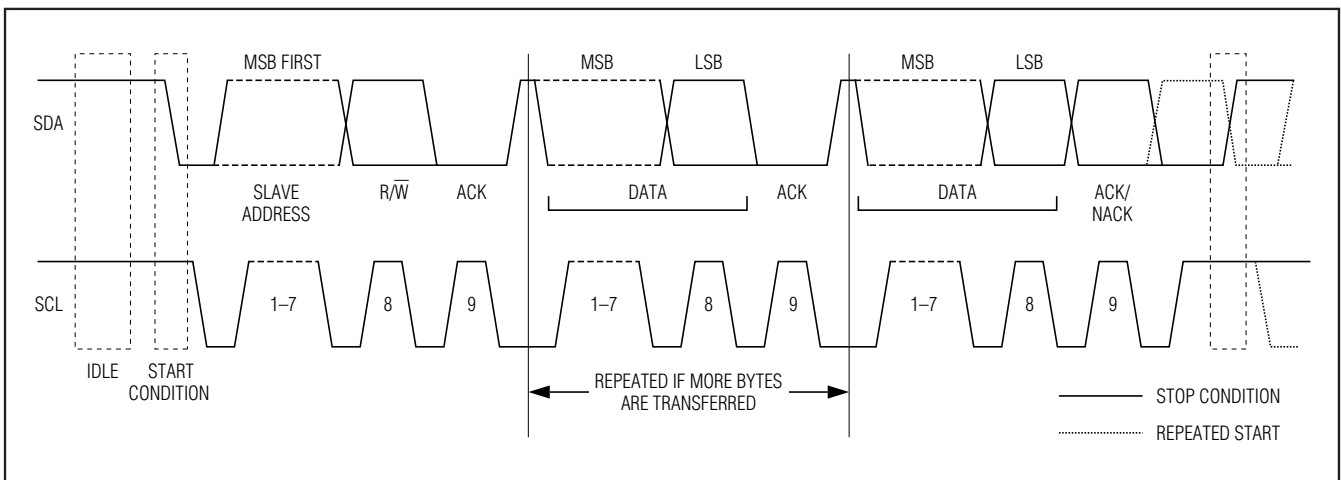 MSB FIRST
MSB
LSB
MSB
LSB
SDA
SLAVE
ADDRESS
R/W̅
ACK
DATA
ACK
DATA
ACK/
NACK
SCL
1–7
8
9
1–7
8
9
1–7
8
9
IDLE
START
CONDITION
REPEATED IF MORE BYTES
ARE TRANSFERRED
STOP CONDITION
REPEATED START